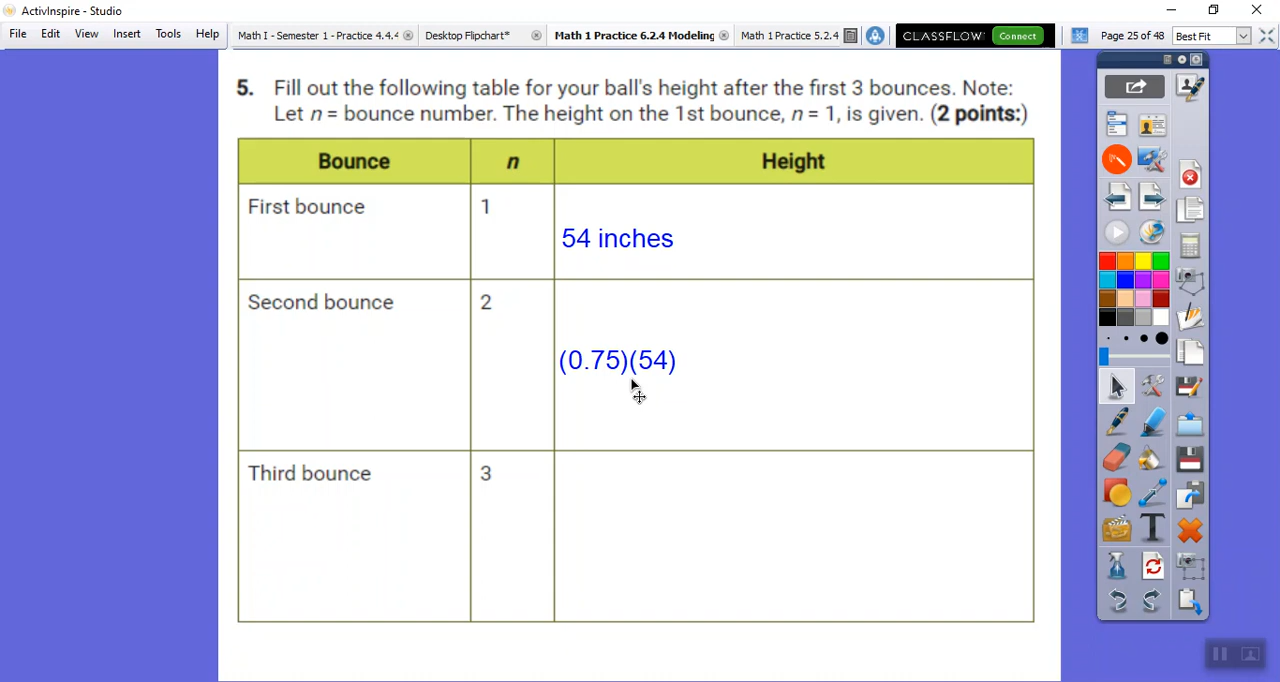 ActivInspire - Studio
File Edit View Insert Tools Help
Math I - Semester 1 - Practice 4.4.4
Desktop Flipchart*
Math 1 Practice 6.2.4 Modeling
Math 1 Practice 5.2.4
CLASSFLOW Connect
Page 25 of 48
Best Fit
5. Fill out the following table for your ball's height after the first 3 bounces. Note:
Let n = bounce number. The height on the 1st bounce, n = 1, is given. (2 points:)
Bounce n Height
First bounce 1
54 inches
Second bounce 2
(0.75)(54)
Third bounce 3
T